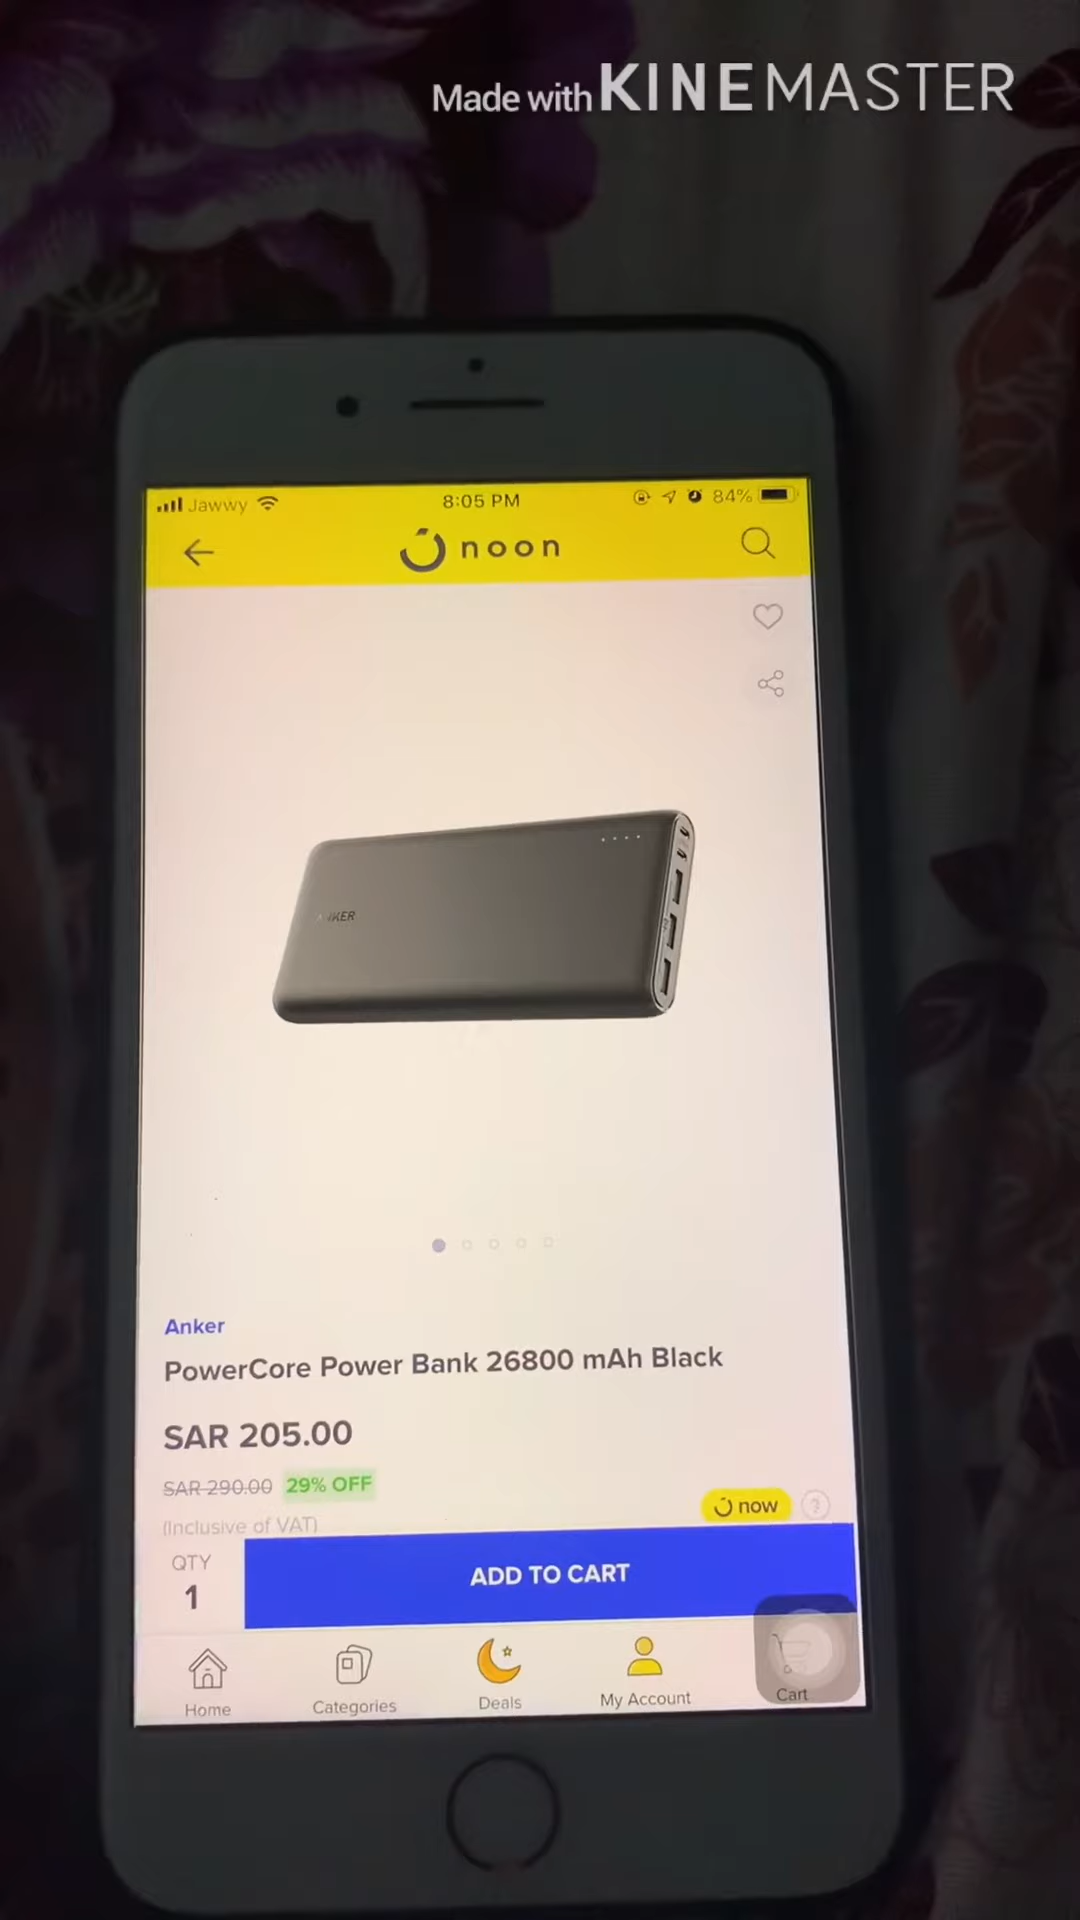 Made with KINEMASTER
Jawwy 8:05 PM 84%
noon
ANKER
Anker
PowerCore Power Bank 26800 mAh Black
SAR 205.00
SAR 290.00 29% OFF
now ?
(Inclusive of VAT)
QTY
1
ADD TO CART
Home
Categories
Deals
My Account
Cart